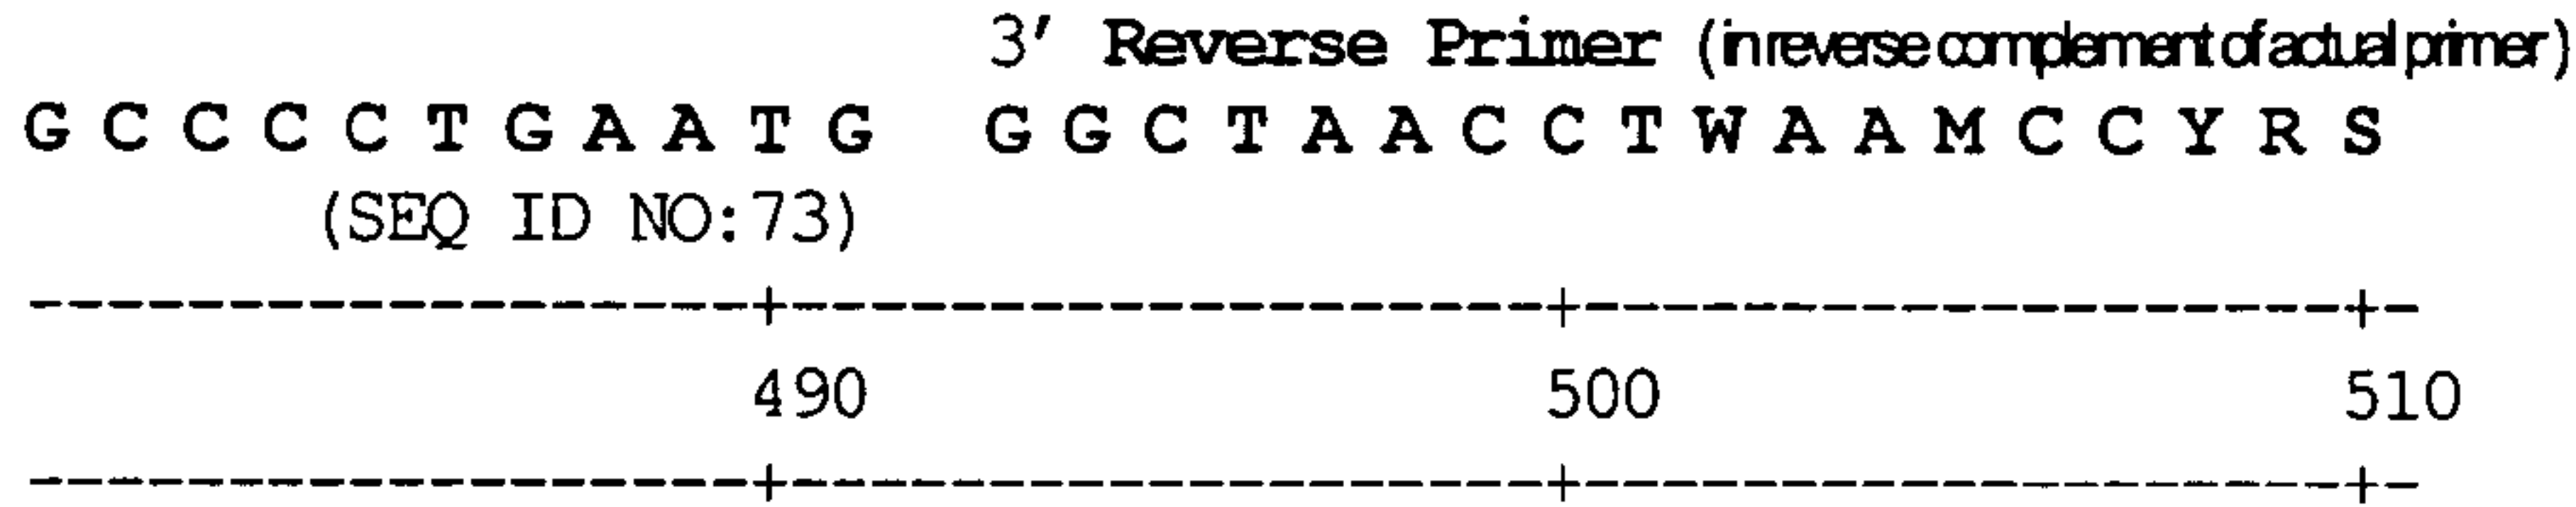 3' Reverse Primer (in reverse complement of actual primer)
G C C C C T G A A T G G G C T A A C C T W A A M C C Y R S
(SEQ ID NO:73)
------------------+-------------------+-------------------+-
490 500 510
------------------+-------------------+-------------------+-